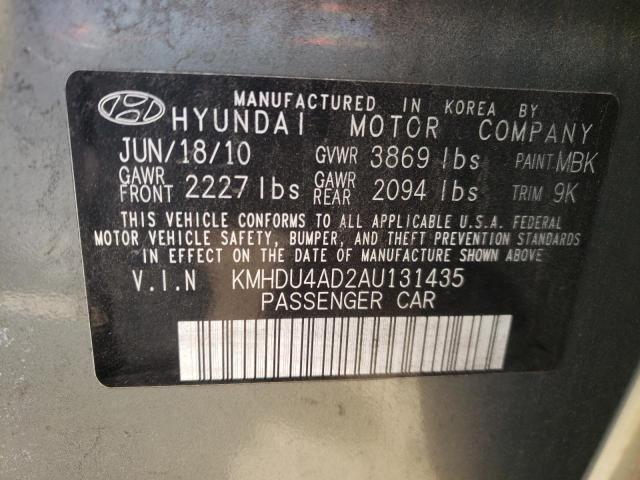 MANUFACTURED IN KOREA BY
HYUNDAI MOTOR COMPANY
JUN/18/10 GVWR 3869 lbs PAINT MBK
GAWR FRONT 2227 lbs GAWR REAR 2094 lbs TRIM 9K
THIS VEHICLE CONFORMS TO ALL APPLICABLE U.S.A. FEDERAL
MOTOR VEHICLE SAFETY, BUMPER, AND THEFT PREVENTION STANDARDS
IN EFFECT ON THE DATE OF MANUFACTURE SHOWN ABOVE.
V.I.N KMHDU4AD2AU131435
PASSENGER CAR